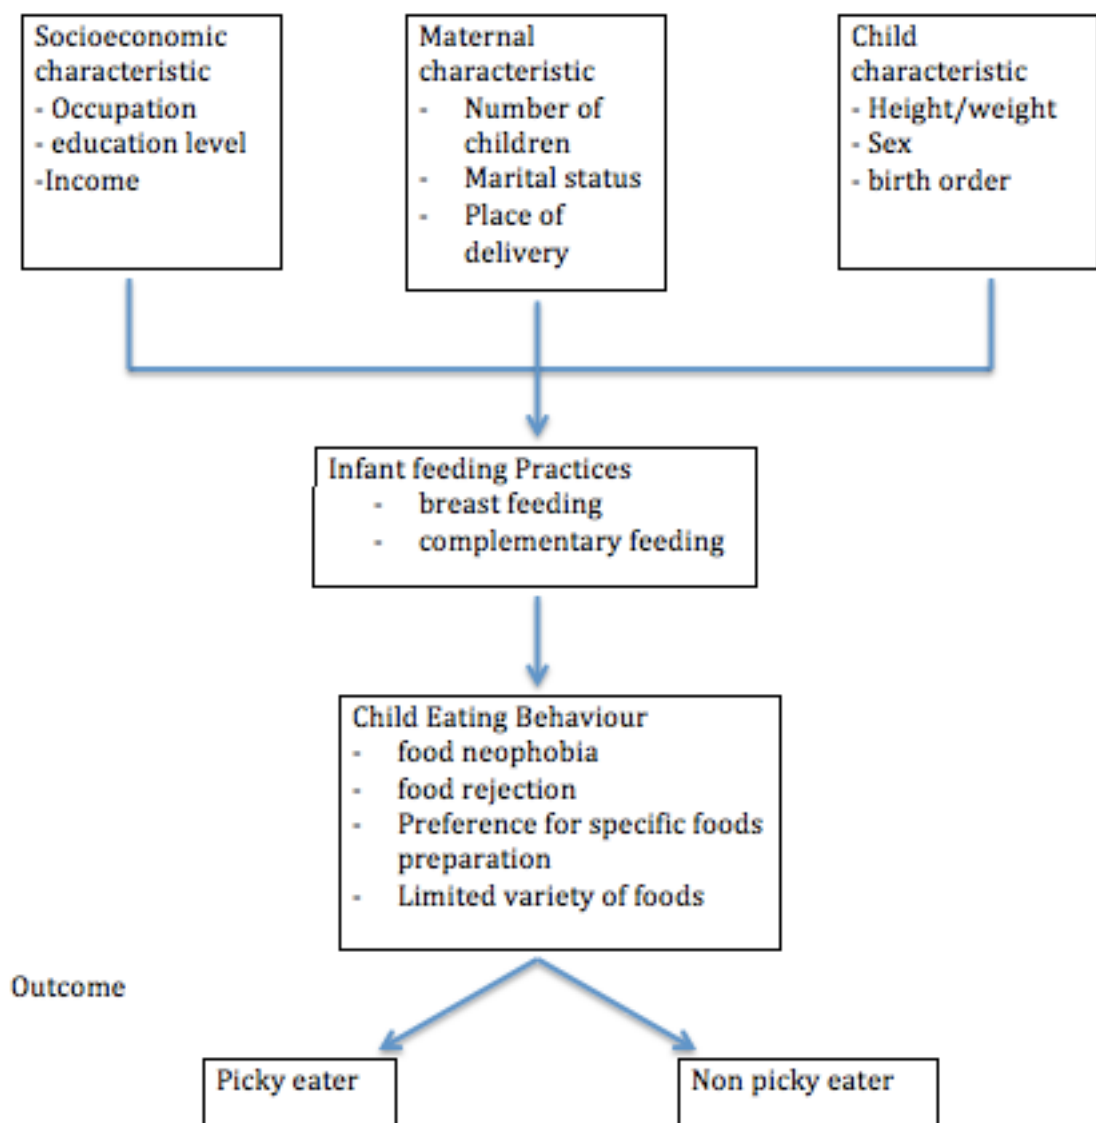 Socioeconomic
characteristic
- Occupation
- education level
-Income
Maternal
characteristic
- Number of
children
- Marital status
- Place of
delivery
Child
characteristic
- Height/weight
- Sex
- birth order
Infant feeding Practices
- breast feeding
- complementary feeding
Child Eating Behaviour
- food neophobia
- food rejection
- Preference for specific foods
preparation
- Limited variety of foods
Outcome
Picky eater
Non picky eater